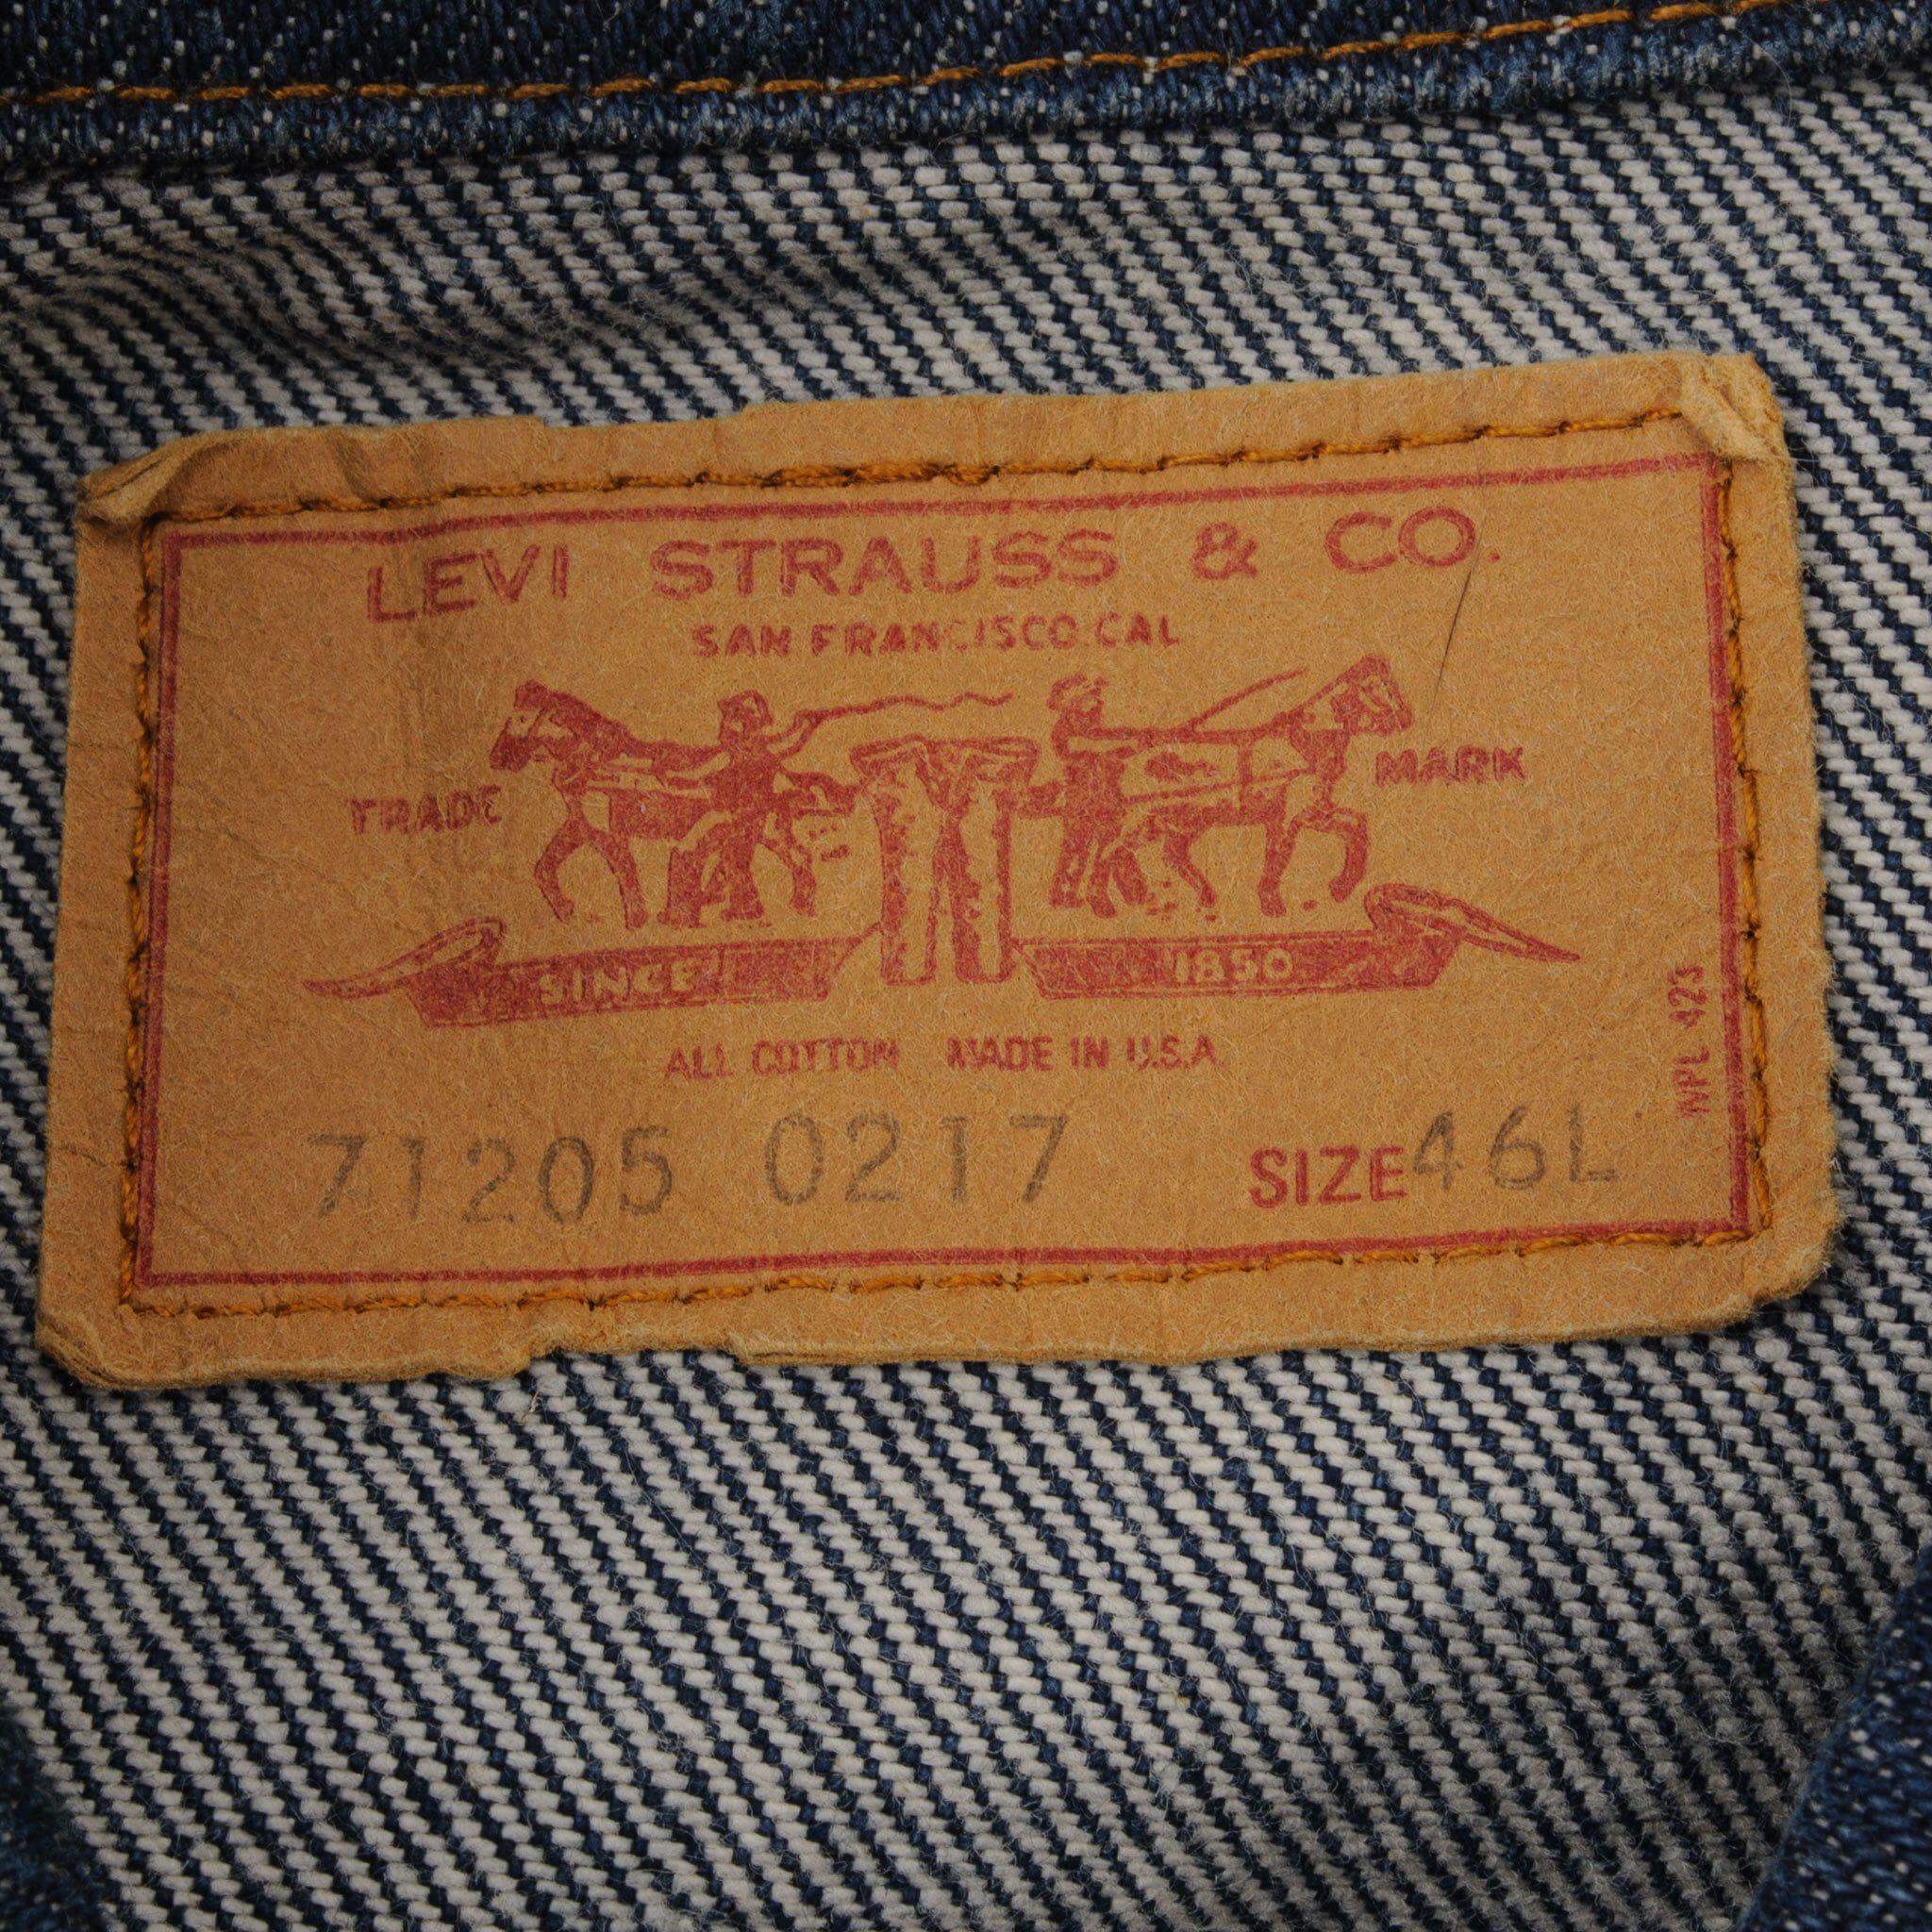 LEVI STRAUSS & CO.
SAN FRANCISCO.CAL
TRADE MARK
SINCE 1850
ALL COTTON MADE IN U.S.A.
WPL 423
71205 0217 SIZE 46L